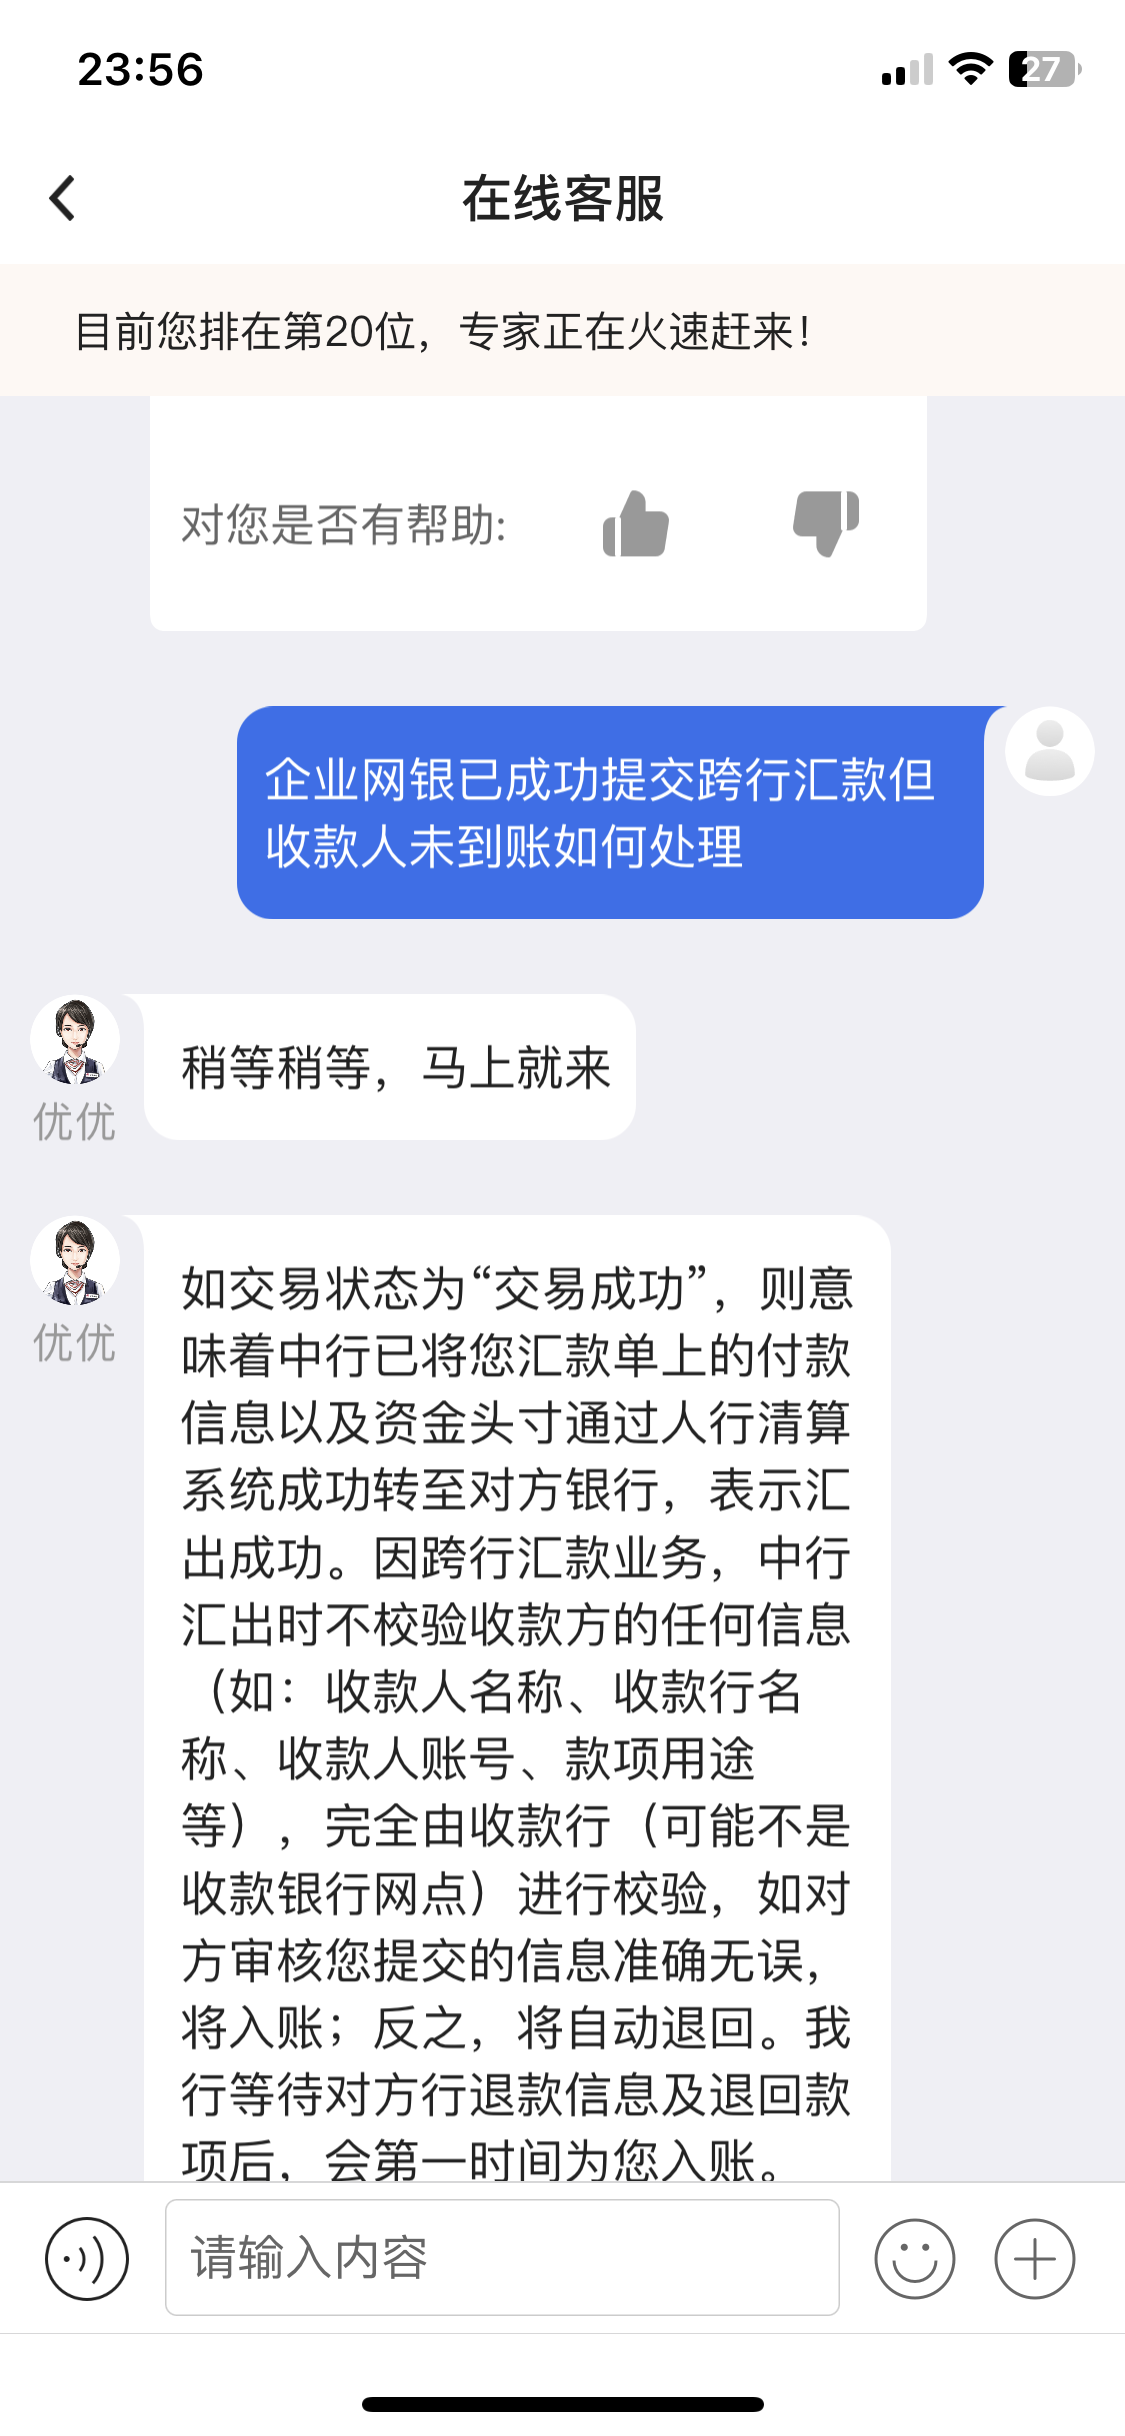 23:56
27
在线客服
目前您排在第20位，专家正在火速赶来！
对您是否有帮助:
企业网银已成功提交跨行汇款但
收款人未到账如何处理
稍等稍等，马上就来
优优
如交易状态为“交易成功”，则意
味着中行已将您汇款单上的付款
信息以及资金头寸通过人行清算
系统成功转至对方银行，表示汇
出成功。因跨行汇款业务，中行
汇出时不校验收款方的任何信息
（如：收款人名称、收款行名
称、收款人账号、款项用途
等），完全由收款行（可能不是
收款银行网点）进行校验，如对
方审核您提交的信息准确无误，
将入账；反之，将自动退回。我
行等待对方行退款信息及退回款
项后，会第一时间为您入账。
优优
请输入内容